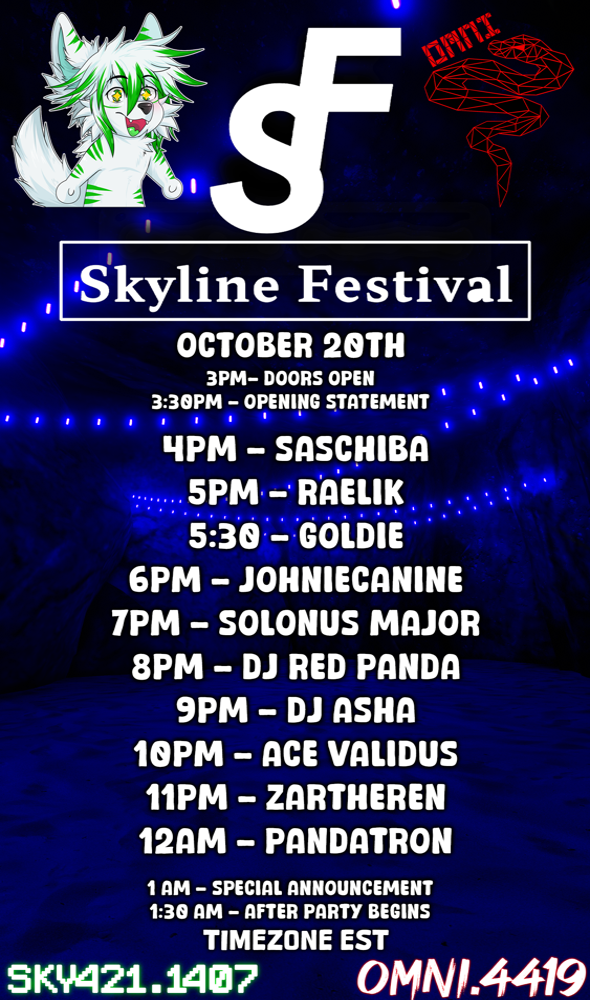 OMNI
SF
Skyline Festival
OCTOBER 20TH
3PM- DOORS OPEN
3:30PM - OPENING STATEMENT
4PM - SASCHIBA
5PM - RAELIK
5:30 - GOLDIE
6PM - JOHNIECANINE
7PM - SOLONUS MAJOR
8PM - DJ RED PANDA
9PM - DJ ASHA
10PM - ACE VALIDUS
11PM - ZARTHEREN
12AM - PANDATRON
1 AM - SPECIAL ANNOUNCEMENT
1:30 AM - AFTER PARTY BEGINS
TIMEZONE EST
SKY421.1407
OMNI.4419